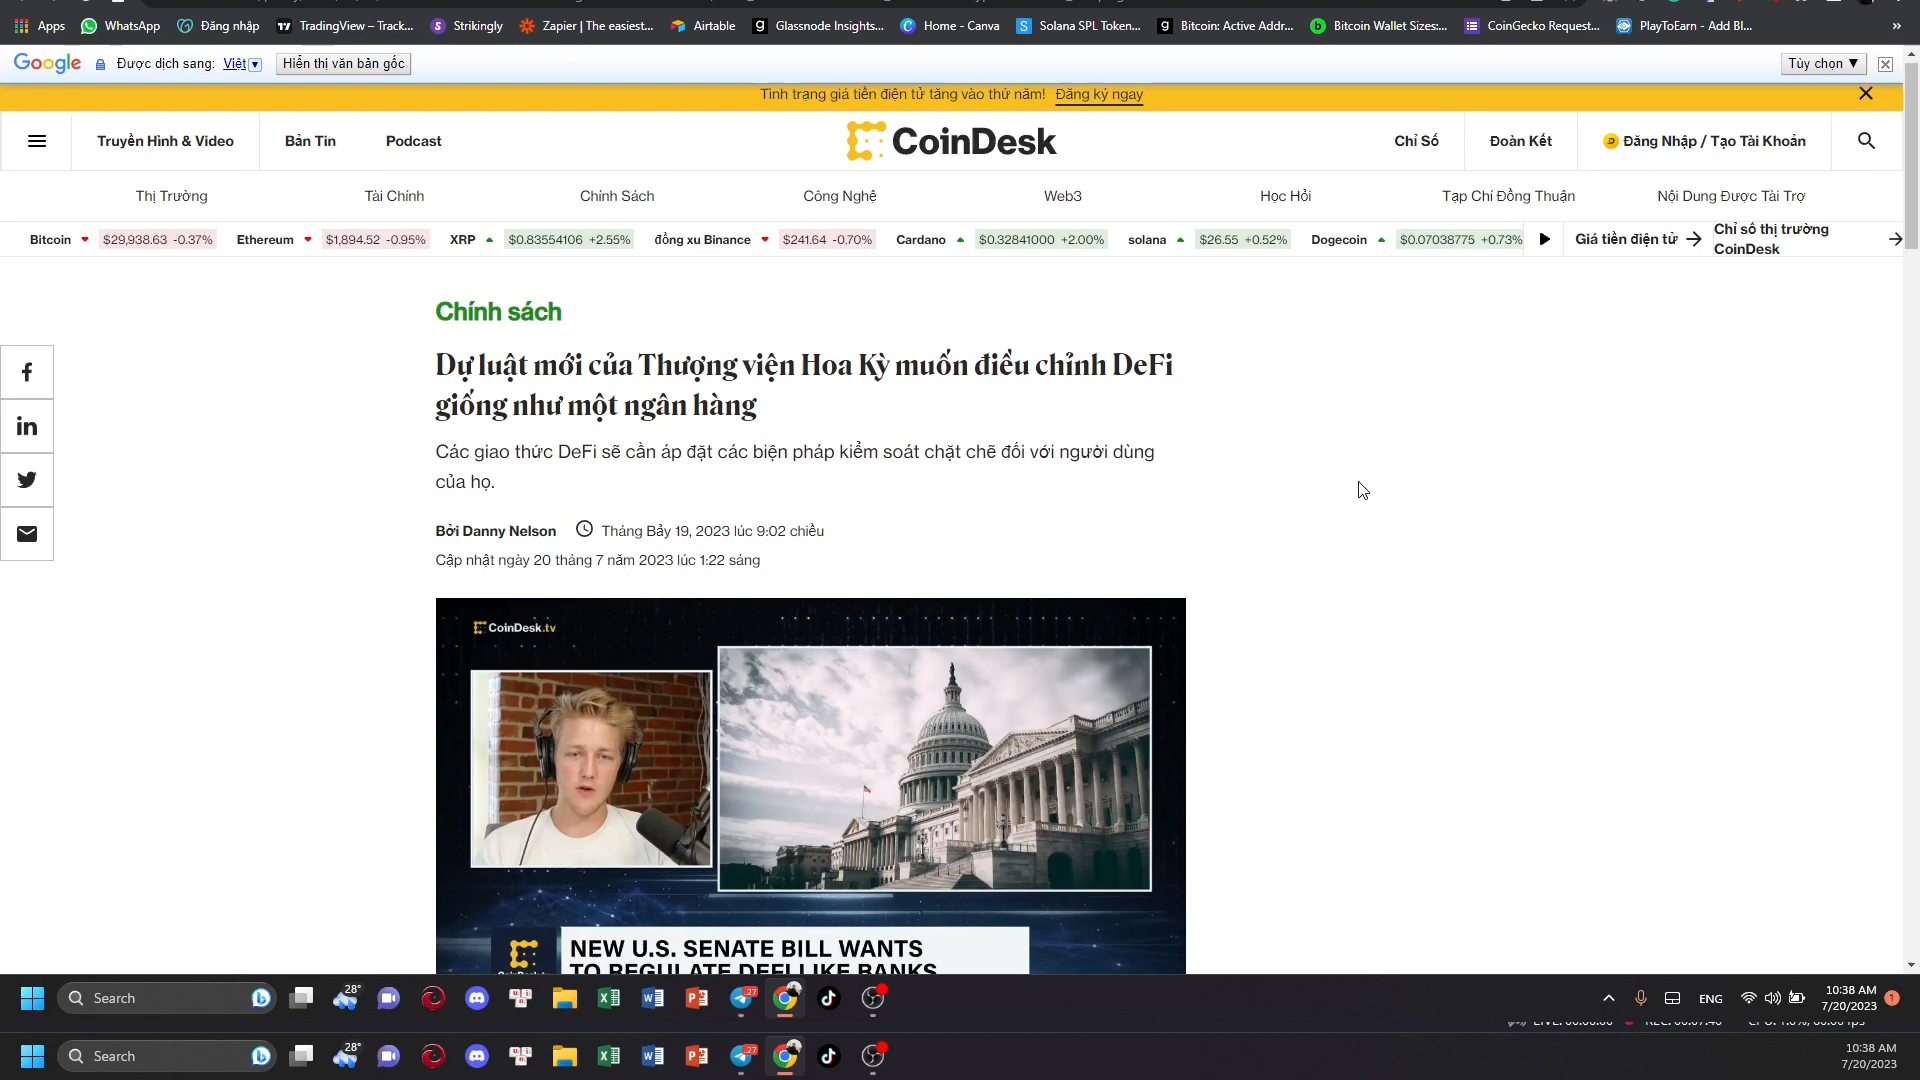 Apps WhatsApp Đăng nhập TradingView – Track... Strikingly Zapier | The easiest... Airtable Glassnode Insights... Home - Canva Solana SPL Token... Bitcoin: Active Addr... Bitcoin Wallet Sizes:... CoinGecko Request... PlayToEarn - Add Bl... »
Google Được dịch sang: Việt Hiển thị văn bản gốc Tùy chọn ▼
Tình trạng giá tiền điện tử tăng vào thứ năm! Đăng ký ngay
Truyền Hình & Video Bản Tin Podcast CoinDesk Chỉ Số Đoàn Kết Đăng Nhập / Tạo Tài Khoản
Thị Trường Tài Chính Chính Sách Công Nghệ Web3 Học Hỏi Tạp Chí Đồng Thuận Nội Dung Được Tài Trợ
Bitcoin $29,938.63 -0.37% Ethereum $1,894.52 -0.95% XRP $0.83554106 +2.55% đồng xu Binance $241.64 -0.70% Cardano $0.32841000 +2.00% solana $26.55 +0.52% Dogecoin $0.07038775 +0.73% Giá tiền điện tử Chỉ số thị trường
CoinDesk
Chính sách
Dự luật mới của Thượng viện Hoa Kỳ muốn điều chỉnh DeFi
giống như một ngân hàng
Các giao thức DeFi sẽ cần áp đặt các biện pháp kiểm soát chặt chẽ đối với người dùng
của họ.
Bởi Danny Nelson Tháng Bảy 19, 2023 lúc 9:02 chiều
Cập nhật ngày 20 tháng 7 năm 2023 lúc 1:22 sáng
CoinDesk.tv
NEW U.S. SENATE BILL WANTS
TO REGULATE DEFI LIKE BANKS
Search 28° 27 ENG 10:38 AM 1
7/20/2023
Search 28° 27 10:38 AM
7/20/2023